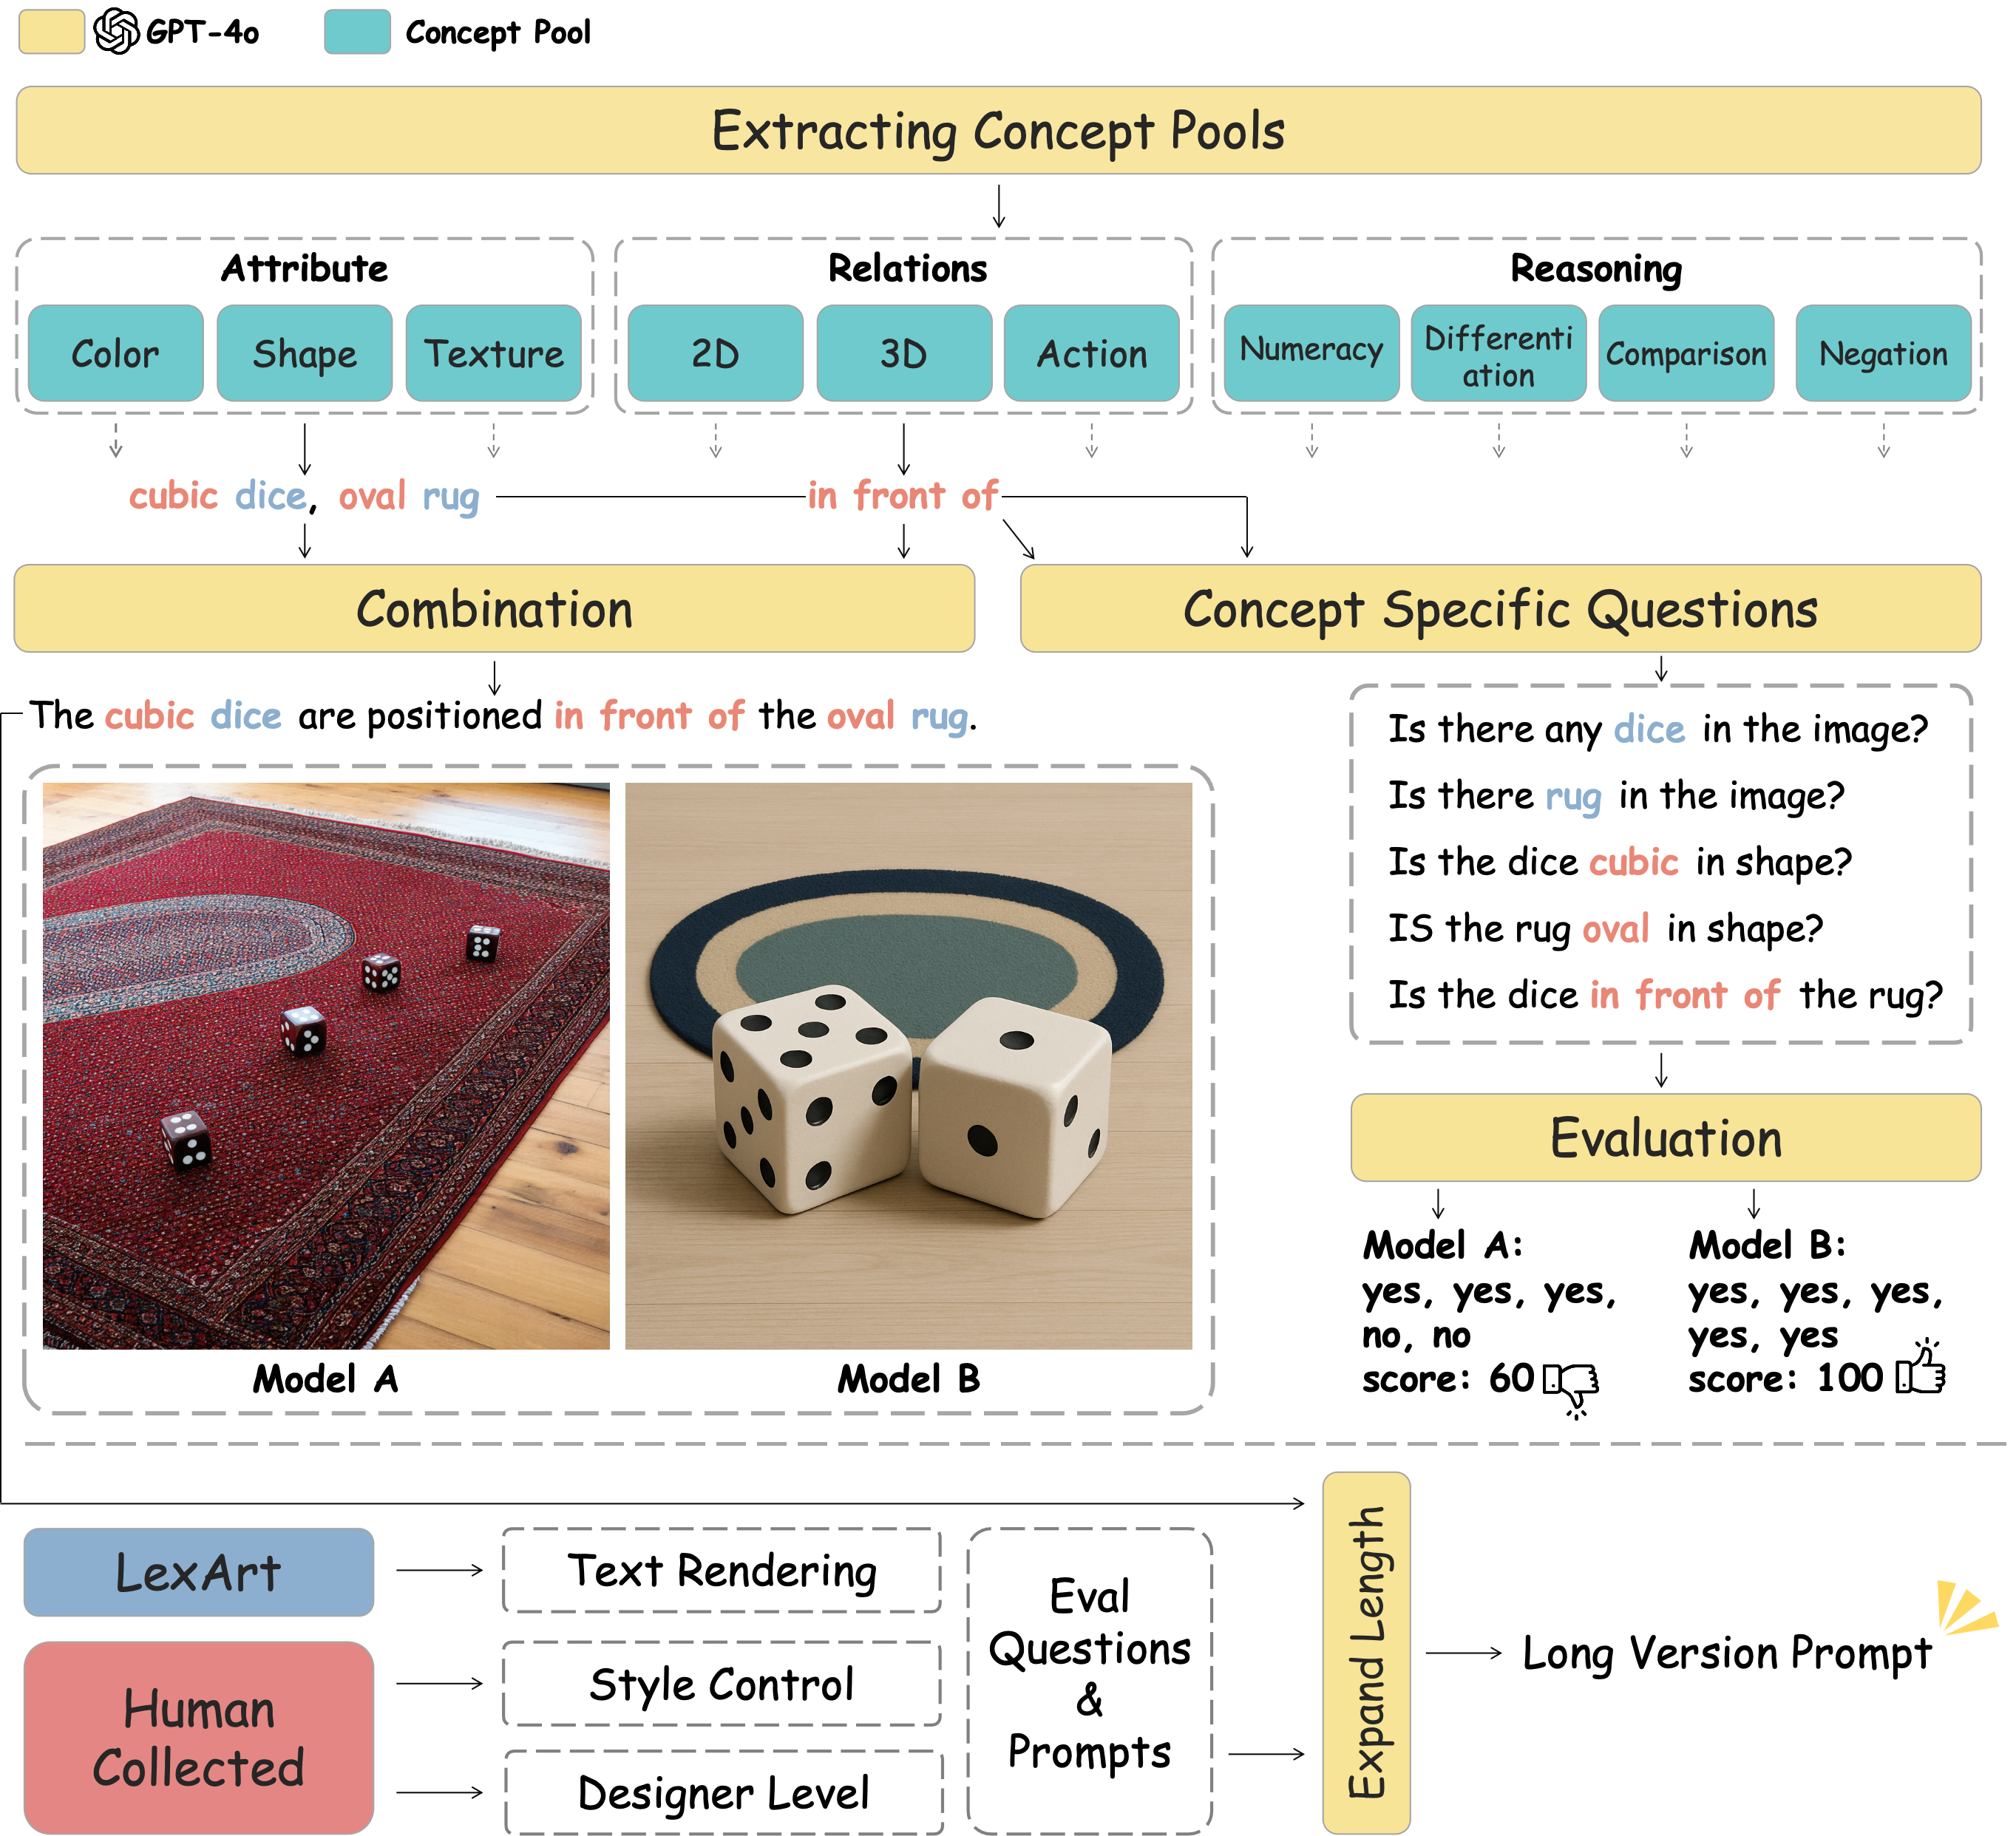 GPT-4o
Concept Pool
Extracting Concept Pools
Attribute
Relations
Reasoning
Color
Shape
Texture
2D
3D
Action
Numeracy
Differenti
ation
Comparison
Negation
cubic dice, oval rug
in front of
Combination
Concept Specific Questions
The cubic dice are positioned in front of the oval rug.
Is there any dice in the image?
Is there rug in the image?
Is the dice cubic in shape?
IS the rug oval in shape?
Is the dice in front of the rug?
Model A
Model B
Evaluation
Model A:
yes, yes, yes,
no, no
score: 60
Model B:
yes, yes, yes,
yes, yes
score: 100
LexArt
Human
Collected
Text Rendering
Style Control
Designer Level
Eval
Questions
&
Prompts
Expand Length
Long Version Prompt